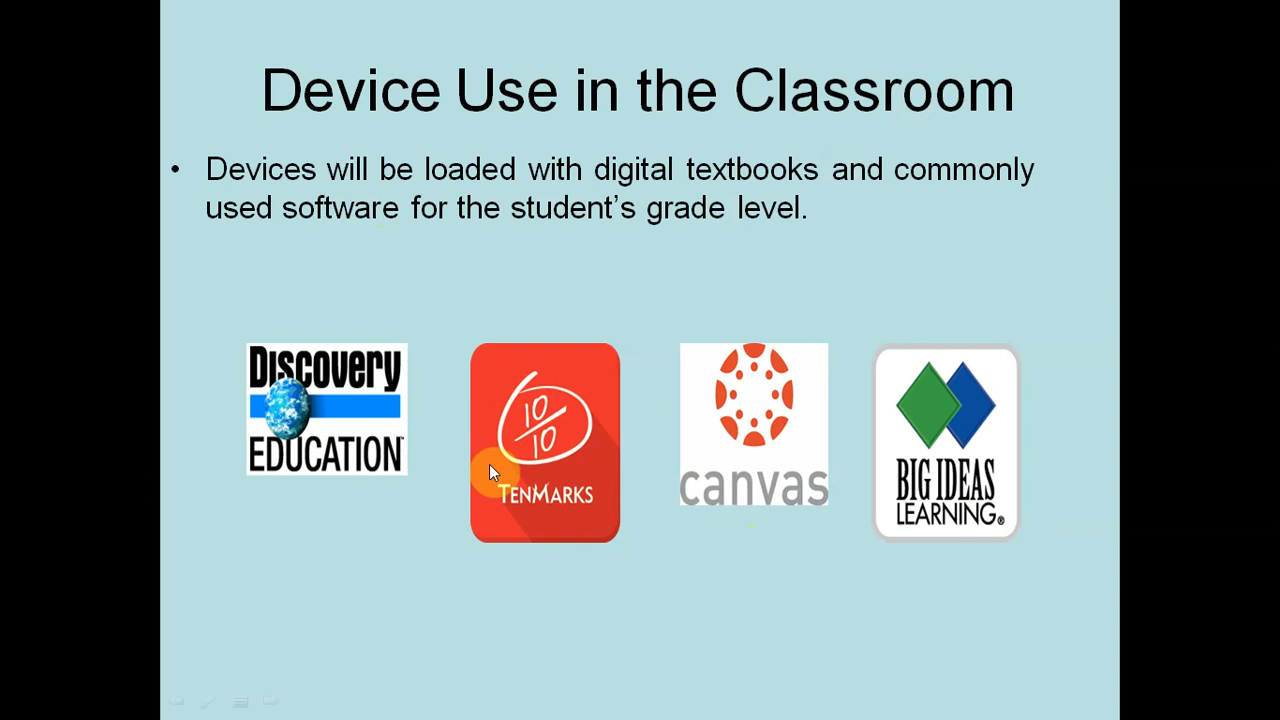 Device Use in the Classroom
• Devices will be loaded with digital textbooks and commonly
used software for the student’s grade level.
Discovery
EDUCATION
10
10
TENMARKS
canvas
BIG IDEAS
LEARNING®